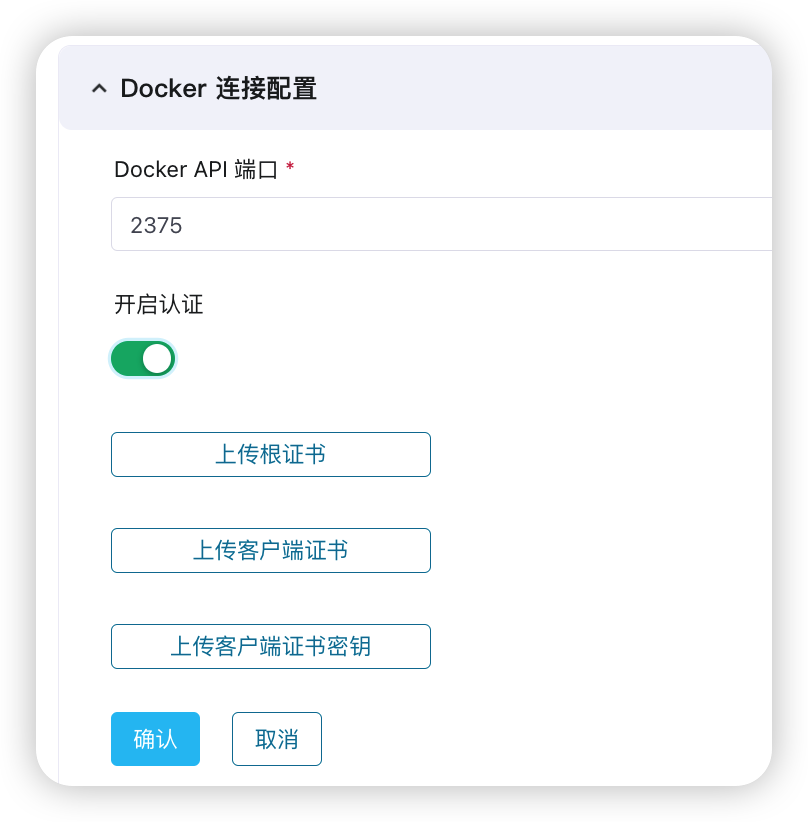 Docker 连接配置
Docker API 端口 *
2375
开启认证
上传根证书
上传客户端证书
上传客户端证书密钥
确认
取消